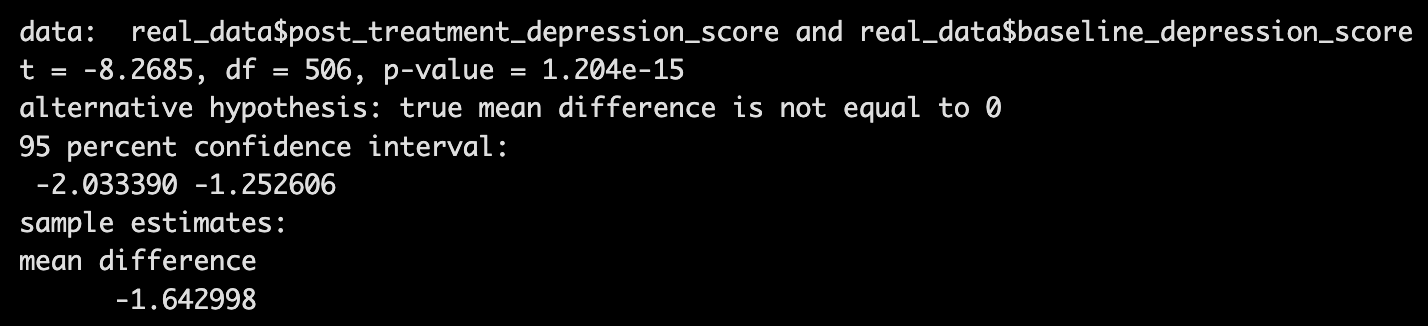 data:  real_data$post_treatment_depression_score and real_data$baseline_depression_score
t = -8.2685, df = 506, p-value = 1.204e-15
alternative hypothesis: true mean difference is not equal to 0
95 percent confidence interval:
 -2.033390 -1.252606
sample estimates:
mean difference
      -1.642998